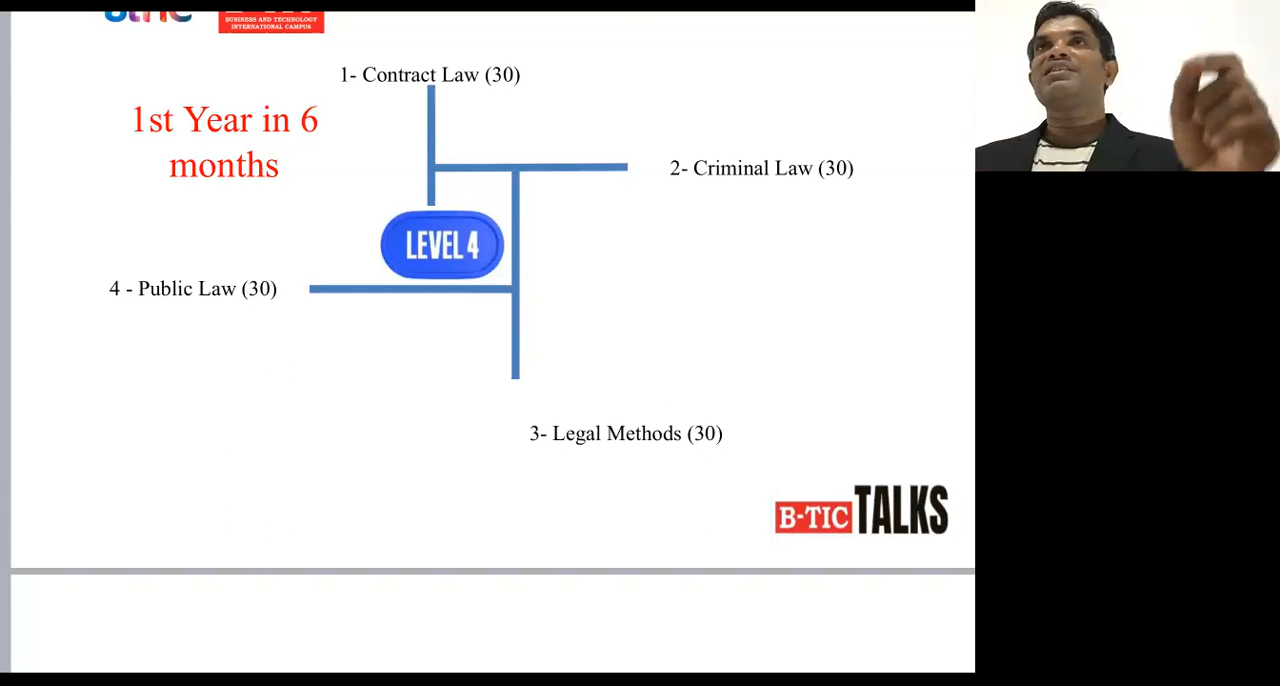 BUSINESS AND TECHNOLOGY
INTERNATIONAL CAMPUS
1- Contract Law (30)
1st Year in 6
months
2- Criminal Law (30)
LEVEL 4
4 - Public Law (30)
3- Legal Methods (30)
B-TIC TALKS